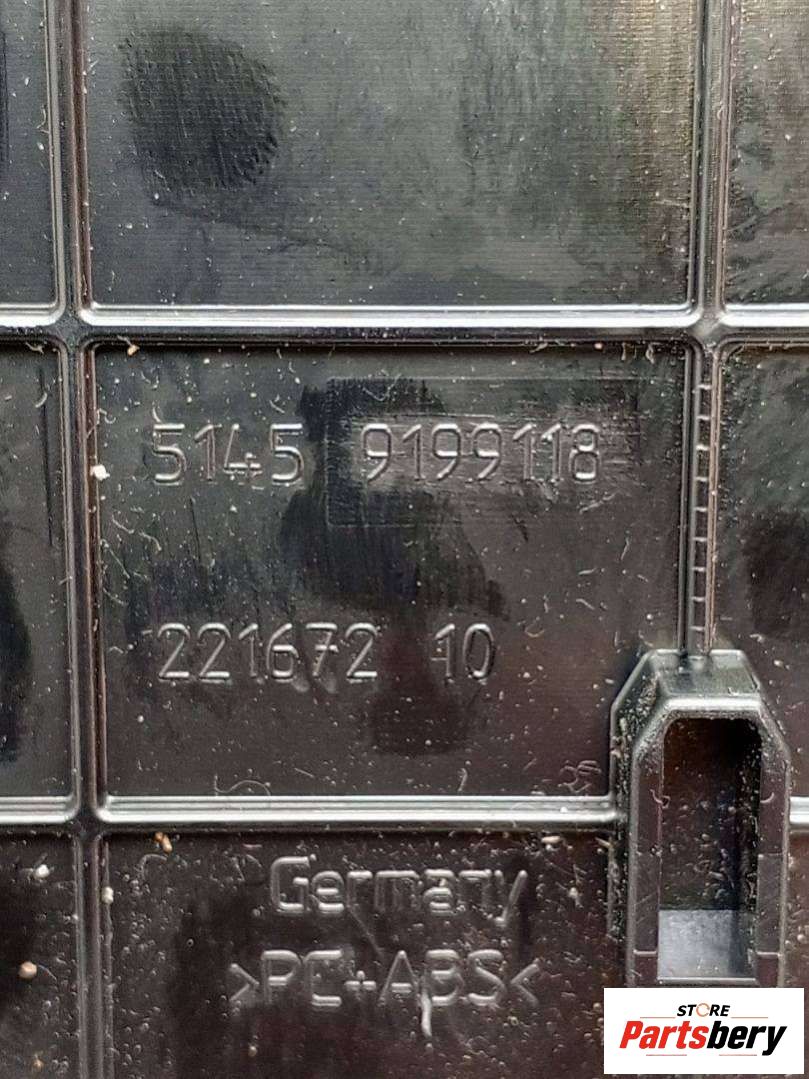 5145 9199118
221672 10
Germany
>PC+ABS<
STORE
Partsbery